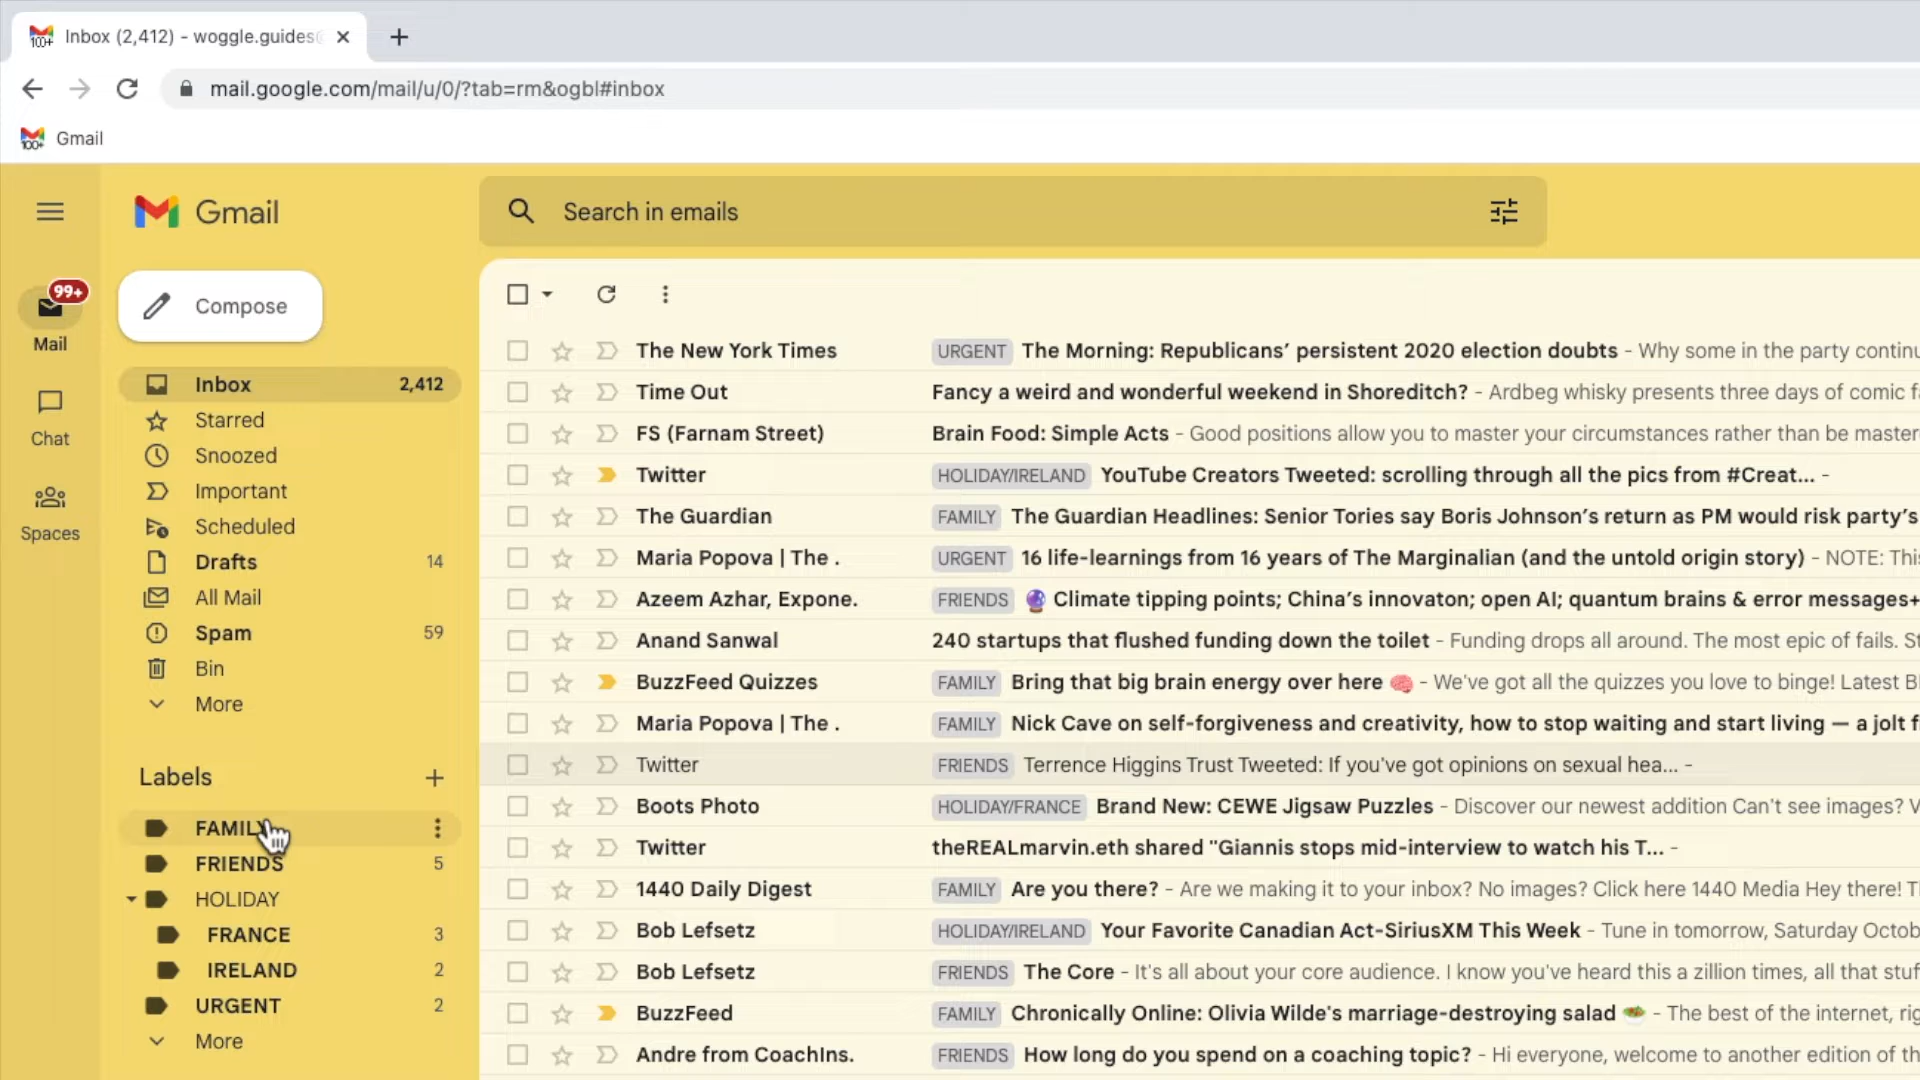 Inbox (2,412) - woggle.guides@
mail.google.com/mail/u/0/?tab=rm&ogbl#inbox
100+ Gmail
Gmail
Search in emails
99+
Mail
Chat
Spaces
Compose
Inbox 2,412
Starred
Snoozed
Important
Scheduled
Drafts 14
All Mail
Spam 59
Bin
More
Labels
FAMILY
FRIENDS 5
HOLIDAY
FRANCE 3
IRELAND 2
URGENT 2
More
The New York Times URGENT The Morning: Republicans’ persistent 2020 election doubts - Why some in the party continu
Time Out Fancy a weird and wonderful weekend in Shoreditch? - Ardbeg whisky presents three days of comic fa
FS (Farnam Street) Brain Food: Simple Acts - Good positions allow you to master your circumstances rather than be master
Twitter HOLIDAY/IRELAND YouTube Creators Tweeted: scrolling through all the pics from #Creat... -
The Guardian FAMILY The Guardian Headlines: Senior Tories say Boris Johnson’s return as PM would risk party’s
Maria Popova | The . URGENT 16 life-learnings from 16 years of The Marginalian (and the untold origin story) - NOTE: This
Azeem Azhar, Expone. FRIENDS 🔮 Climate tipping points; China’s innovaton; open AI; quantum brains & error messages+
Anand Sanwal 240 startups that flushed funding down the toilet - Funding drops all around. The most epic of fails. St
BuzzFeed Quizzes FAMILY Bring that big brain energy over here 🧠 - We've got all the quizzes you love to binge! Latest B
Maria Popova | The . FAMILY Nick Cave on self-forgiveness and creativity, how to stop waiting and start living — a jolt f
Twitter FRIENDS Terrence Higgins Trust Tweeted: If you've got opinions on sexual hea... -
Boots Photo HOLIDAY/FRANCE Brand New: CEWE Jigsaw Puzzles - Discover our newest addition Can't see images? V
Twitter theREALmarvin.eth shared "Giannis stops mid-interview to watch his T... -
1440 Daily Digest FAMILY Are you there? - Are we making it to your inbox? No images? Click here 1440 Media Hey there! T
Bob Lefsetz HOLIDAY/IRELAND Your Favorite Canadian Act-SiriusXM This Week - Tune in tomorrow, Saturday Octob
Bob Lefsetz FRIENDS The Core - It's all about your core audience. I know you've heard this a zillion times, all that stuf
BuzzFeed FAMILY Chronically Online: Olivia Wilde's marriage-destroying salad 🥗 - The best of the internet, rig
Andre from CoachIns. FRIENDS How long do you spend on a coaching topic? - Hi everyone, welcome to another edition of th